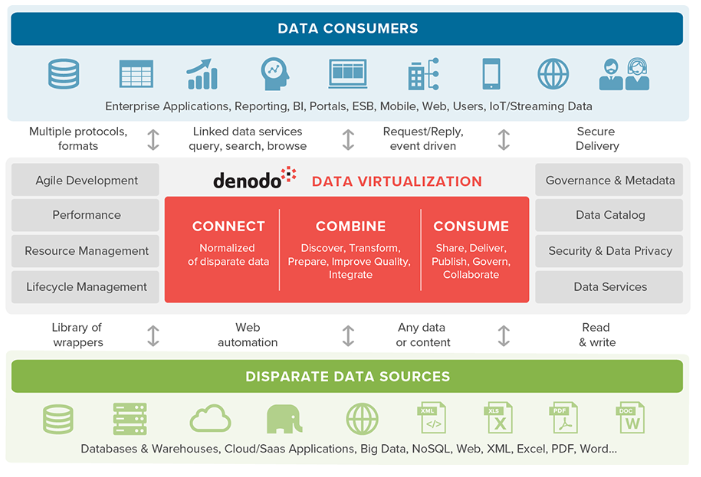 DATA CONSUMERS
Enterprise Applications, Reporting, BI, Portals, ESB, Mobile, Web, Users, IoT/Streaming Data
Multiple protocols,
formats
Linked data services
query, search, browse
Request/Reply,
event driven
Secure
Delivery
Agile Development
Performance
Resource Management
Lifecycle Management
denodo DATA VIRTUALIZATION
CONNECT
Normalized
of disparate data
COMBINE
Discover, Transform,
Prepare, Improve Quality,
Integrate
CONSUME
Share, Deliver,
Publish, Govern,
Collaborate
Governance & Metadata
Data Catalog
Security & Data Privacy
Data Services
Library of
wrappers
Web
automation
Any data
or content
Read
& write
DISPARATE DATA SOURCES
XML
</>
XLS
X
PDF
DOC
W
Databases & Warehouses, Cloud/Saas Applications, Big Data, NoSQL, Web, XML, Excel, PDF, Word...